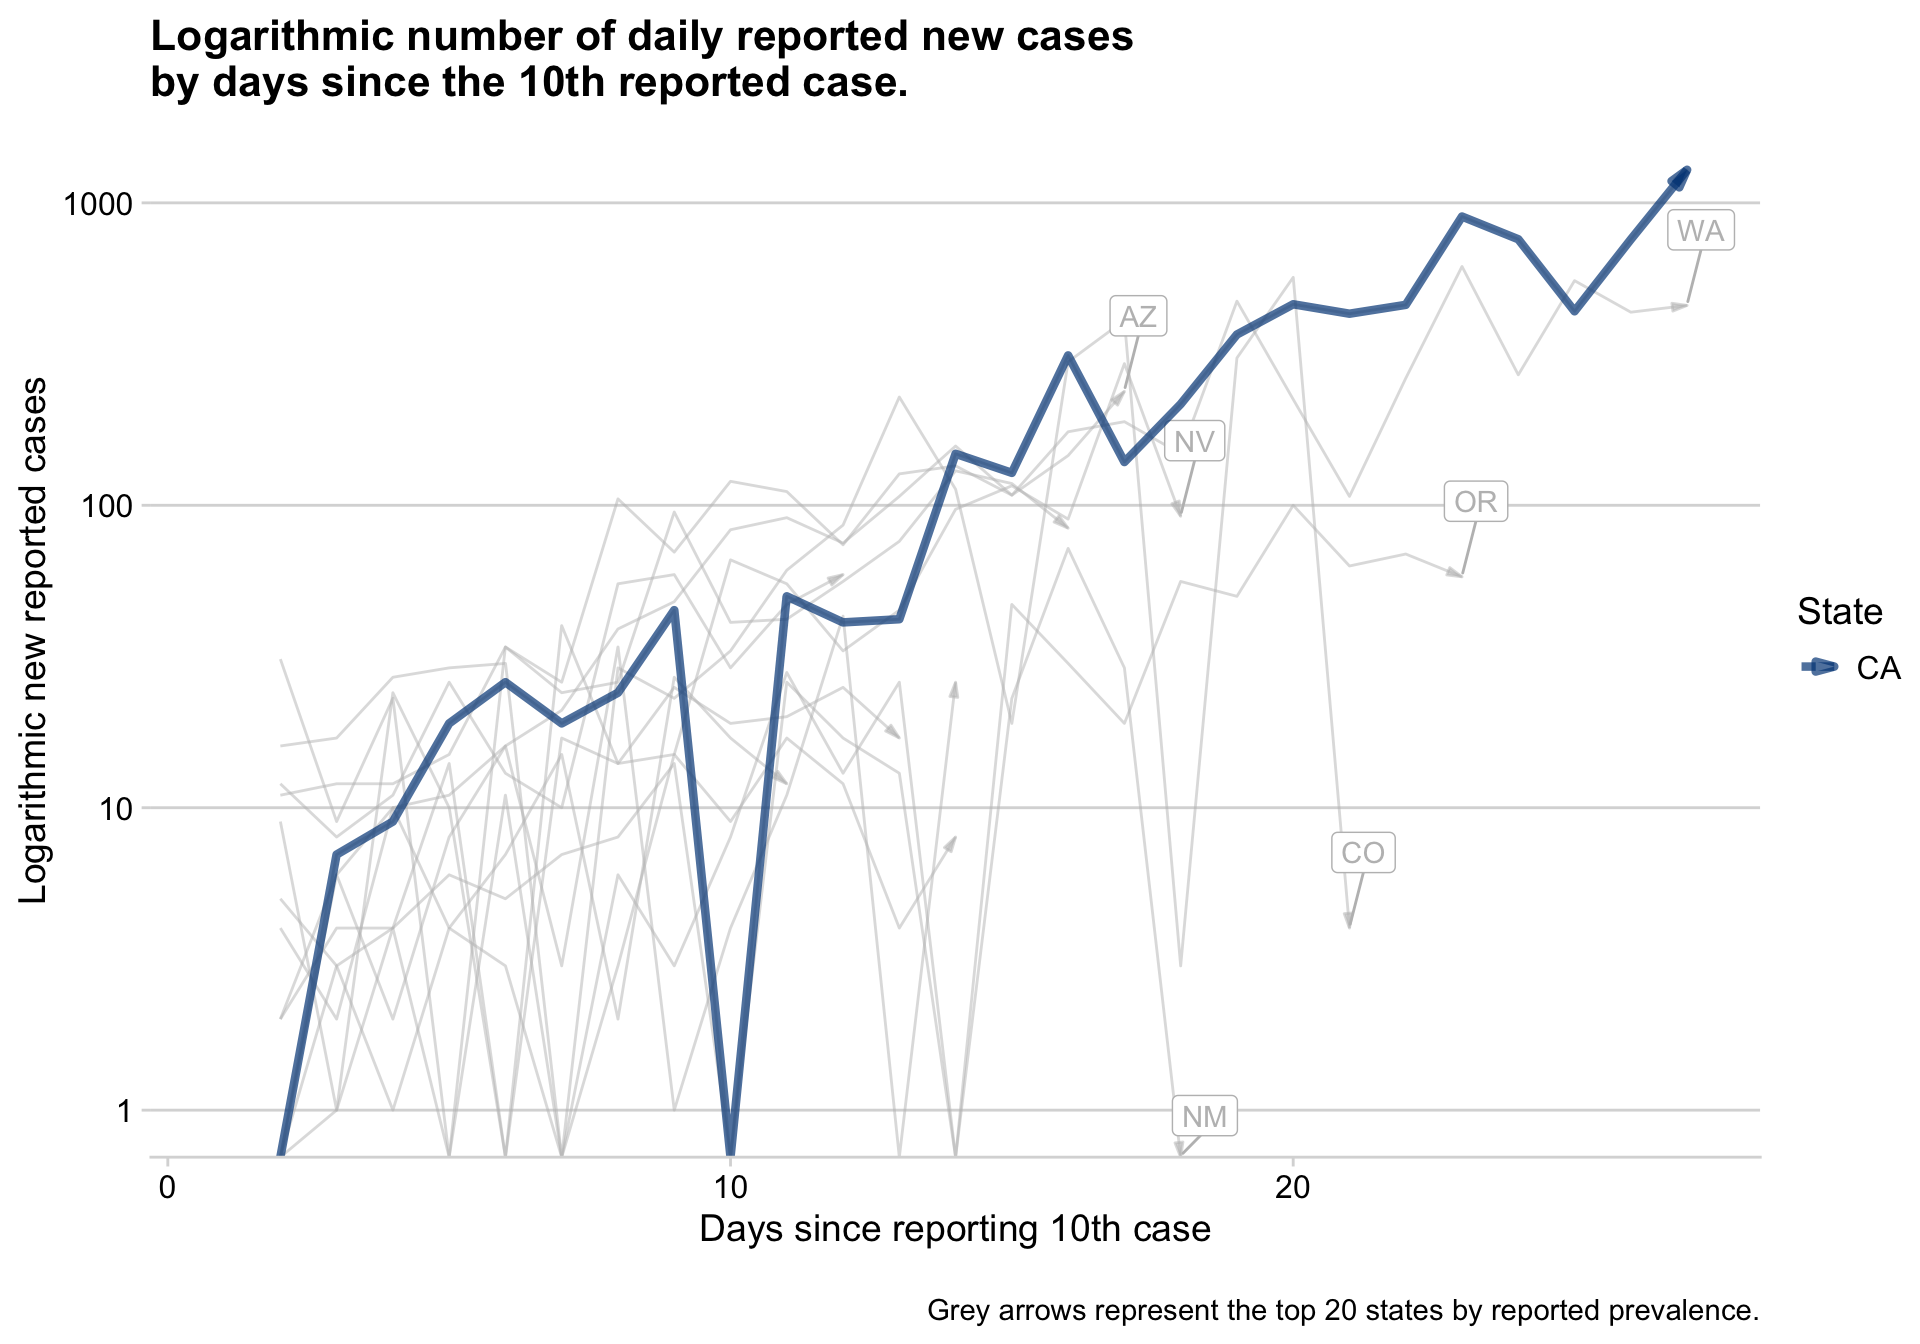 Logarithmic number of daily reported new cases
by days since the 10th reported case.
Logarithmic new reported cases
1000
100
10
1
WA
AZ
NV
OR
CO
NM
State
CA
0
10
20
Days since reporting 10th case
Grey arrows represent the top 20 states by reported prevalence.